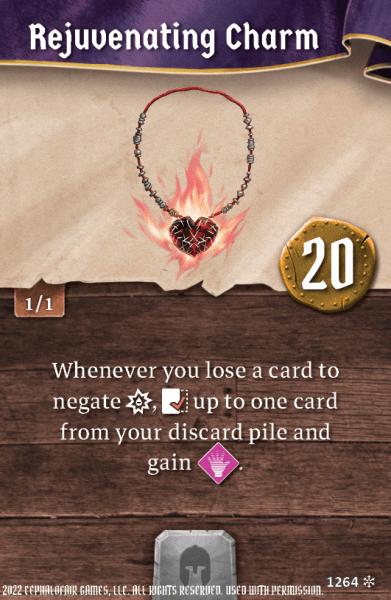 Rejuvenating Charm
20
1/1
Whenever you lose a card to
negate , up to one card
from your discard pile and
gain .
1264
2022 CEPHALOFAIR GAMES, LLC. ALL RIGHTS RESERVED. USED WITH PERMISSION.